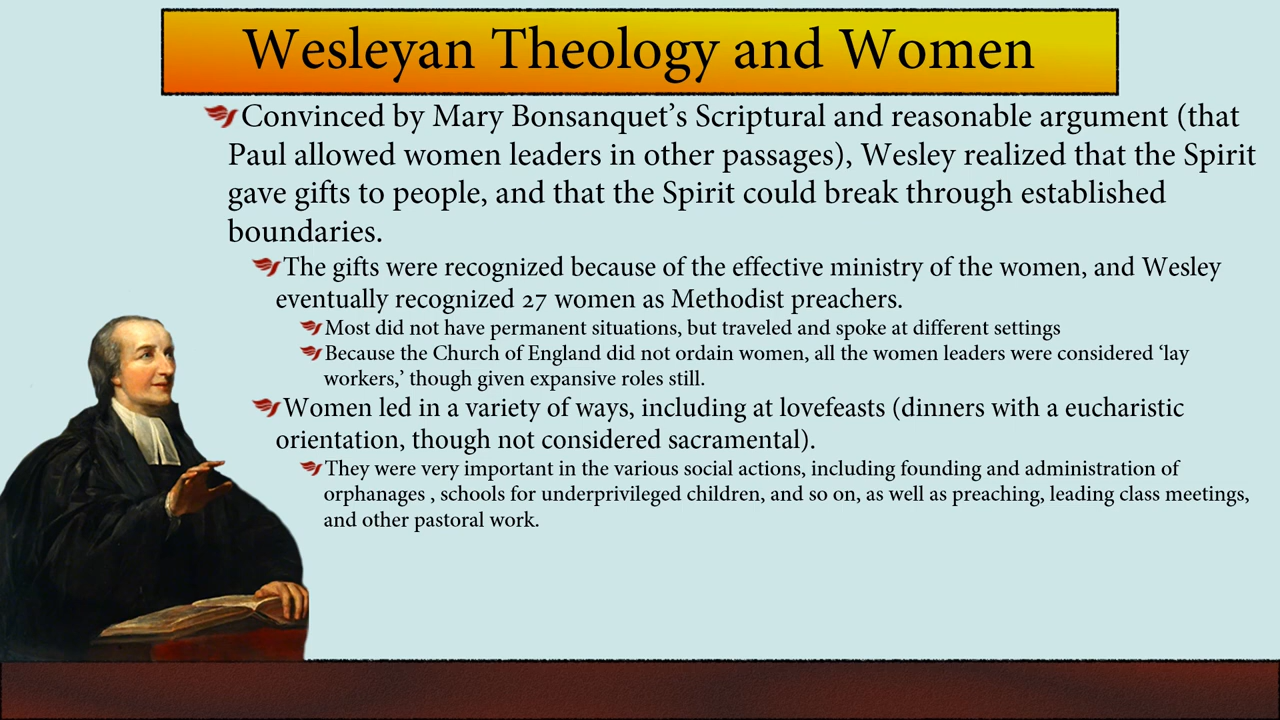 Wesleyan Theology and Women
Convinced by Mary Bonsanquet’s Scriptural and reasonable argument (that
Paul allowed women leaders in other passages), Wesley realized that the Spirit
gave gifts to people, and that the Spirit could break through established
boundaries.
The gifts were recognized because of the effective ministry of the women, and Wesley
eventually recognized 27 women as Methodist preachers.
Most did not have permanent situations, but traveled and spoke at different settings
Because the Church of England did not ordain women, all the women leaders were considered ‘lay
workers,’ though given expansive roles still.
Women led in a variety of ways, including at lovefeasts (dinners with a eucharistic
orientation, though not considered sacramental).
They were very important in the various social actions, including founding and administration of
orphanages , schools for underprivileged children, and so on, as well as preaching, leading class meetings,
and other pastoral work.